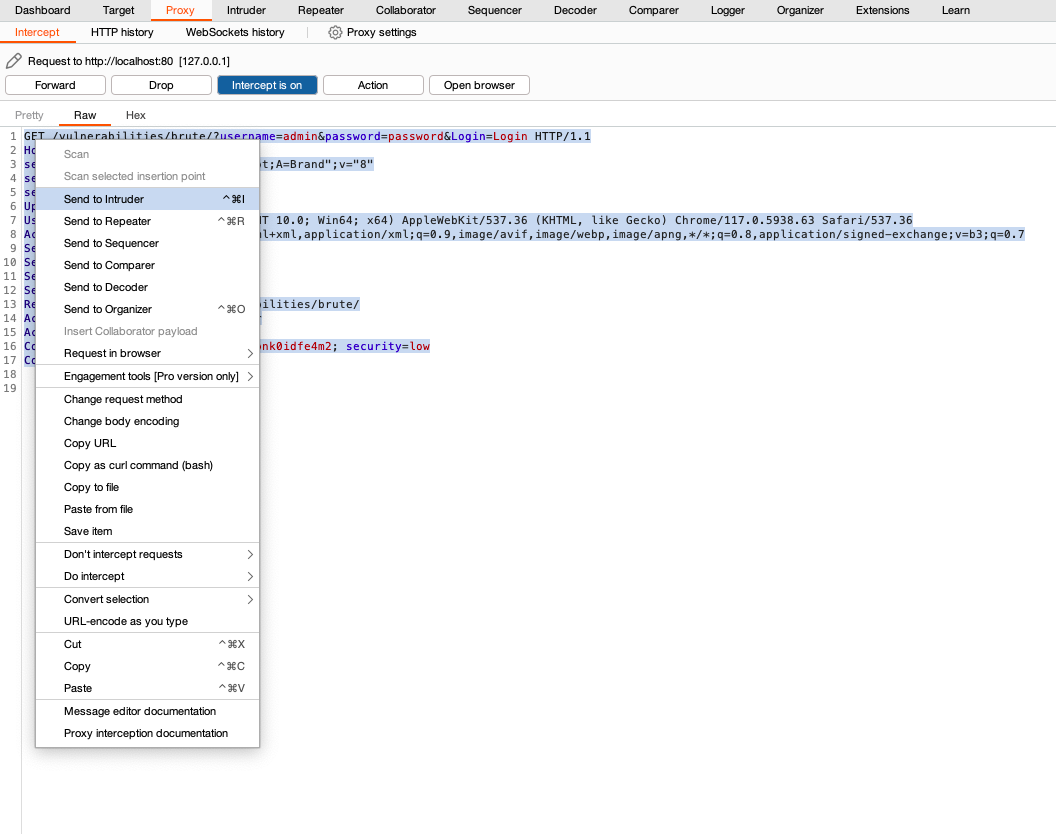 Dashboard Target Proxy Intruder Repeater Collaborator Sequencer Decoder Comparer Logger Organizer Extensions Learn
Intercept HTTP history WebSockets history Proxy settings
Request to http://localhost:80 [127.0.0.1]
Forward Drop Intercept is on Action Open browser
Pretty Raw Hex
1 GET /vulnerabilities/brute/?username=admin&password=password&Login=Login HTTP/1.1
2 Ho
3 se t;A=Brand";v="8"
4 se
5 se
6 Up
7 Us T 10.0; Win64; x64) AppleWebKit/537.36 (KHTML, like Gecko) Chrome/117.0.5938.63 Safari/537.36
8 Ac l+xml,application/xml;q=0.9,image/avif,image/webp,image/apng,*/*;q=0.8,application/signed-exchange;v=b3;q=0.7
9 Se
10 Se
11 Se
12 Se
13 Re ilities/brute/
14 Ac
15 Ac
16 Co nk0idfe4m2; security=low
17 Co
18
19
Scan
Scan selected insertion point
Send to Intruder ^⌘I
Send to Repeater ^⌘R
Send to Sequencer
Send to Comparer
Send to Decoder
Send to Organizer ^⌘O
Insert Collaborator payload
Request in browser
Engagement tools [Pro version only]
Change request method
Change body encoding
Copy URL
Copy as curl command (bash)
Copy to file
Paste from file
Save item
Don't intercept requests
Do intercept
Convert selection
URL-encode as you type
Cut ^⌘X
Copy ^⌘C
Paste ^⌘V
Message editor documentation
Proxy interception documentation